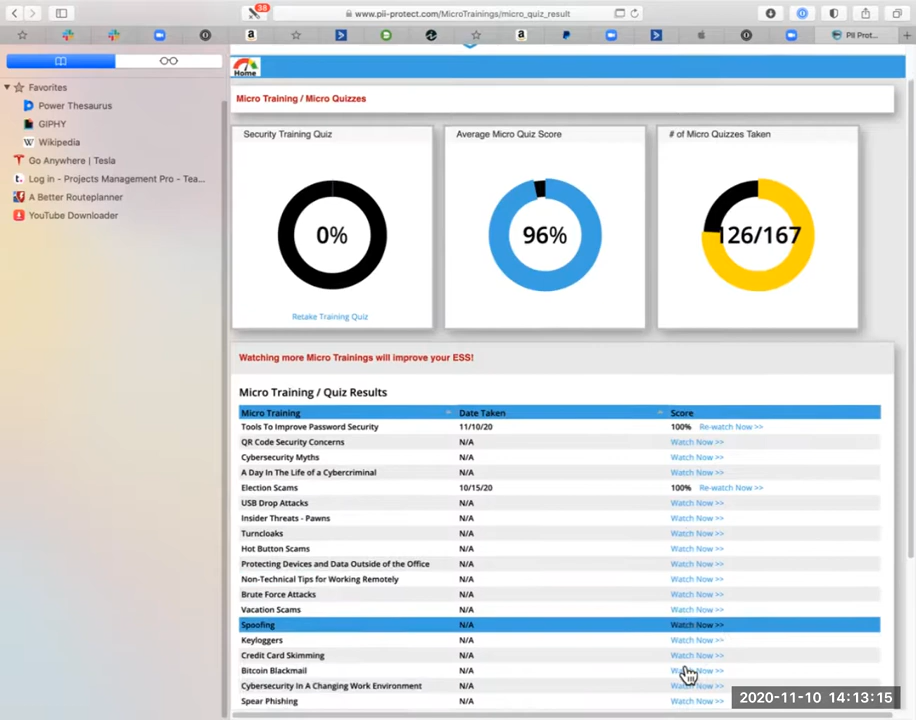 38
www.pii-protect.com/MicroTrainings/micro_quiz_result
PII Prot...
Favorites
Power Thesaurus
GIPHY
Wikipedia
Go Anywhere | Tesla
Log in - Projects Management Pro - Tea...
A Better Routeplanner
YouTube Downloader
Home
Micro Training / Micro Quizzes
Security Training Quiz Average Micro Quiz Score # of Micro Quizzes Taken
0% 96% 126/167
Retake Training Quiz
Watching more Micro Trainings will improve your ESS!
Micro Training / Quiz Results
Micro Training Date Taken Score
Tools To Improve Password Security 11/10/20 100% Re-watch Now >>
QR Code Security Concerns N/A Watch Now >>
Cybersecurity Myths N/A Watch Now >>
A Day In The Life of a Cybercriminal N/A Watch Now >>
Election Scams 10/15/20 100% Re-watch Now >>
USB Drop Attacks N/A Watch Now >>
Insider Threats - Pawns N/A Watch Now >>
Turncloaks N/A Watch Now >>
Hot Button Scams N/A Watch Now >>
Protecting Devices and Data Outside of the Office N/A Watch Now >>
Non-Technical Tips for Working Remotely N/A Watch Now >>
Brute Force Attacks N/A Watch Now >>
Vacation Scams N/A Watch Now >>
Spoofing N/A Watch Now >>
Keyloggers N/A Watch Now >>
Credit Card Skimming N/A Watch Now >>
Bitcoin Blackmail N/A Watch Now >>
Cybersecurity In A Changing Work Environment N/A Watch Now >>
Spear Phishing N/A Watch Now >>
2020-11-10 14:13:15